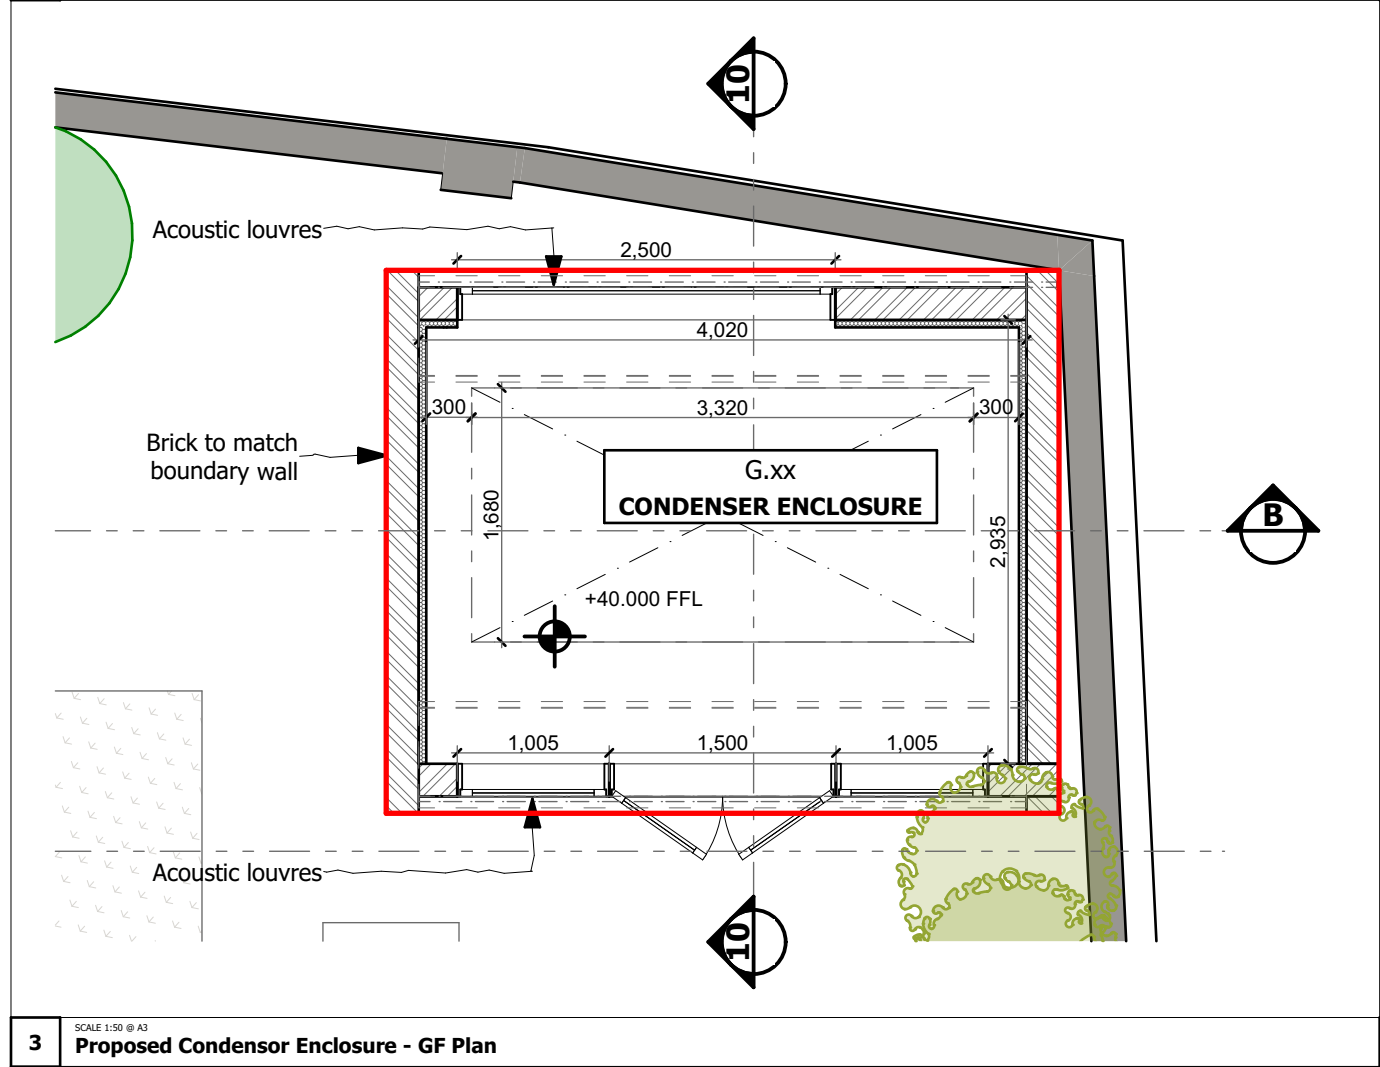 10
Acoustic louvres
2,500
4,020
300
3,320
300
Brick to match
boundary wall
G.xx
CONDENSER ENCLOSURE
1,680
B
2,935
+40.000 FFL
1,005
1,500
1,005
Acoustic louvres
10
3
SCALE 1:50 @ A3
Proposed Condensor Enclosure - GF Plan